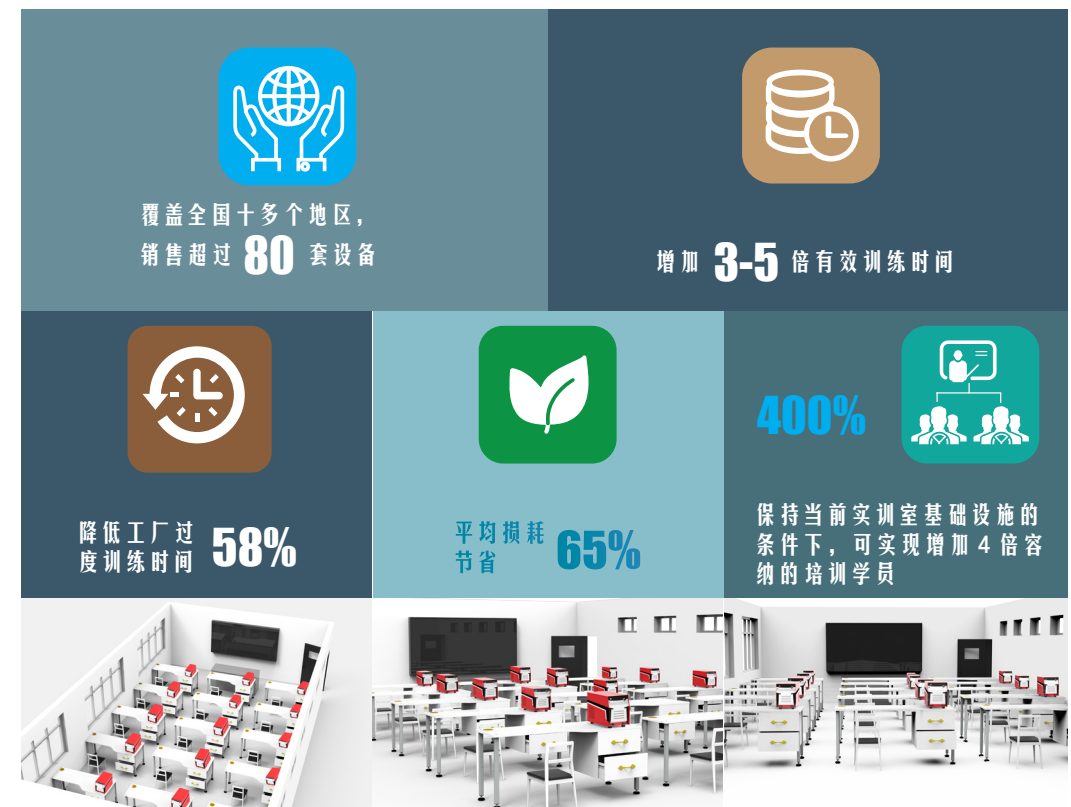 覆盖全国十多个地区,
销售超过 80 套设备
增加 3-5 倍有效训练时间
降低工厂过
度训练时间 58%
平均损耗
节省 65%
400%
保持当前实训室基础设施的
条件下, 可实现增加 4 倍容
纳的培训学员